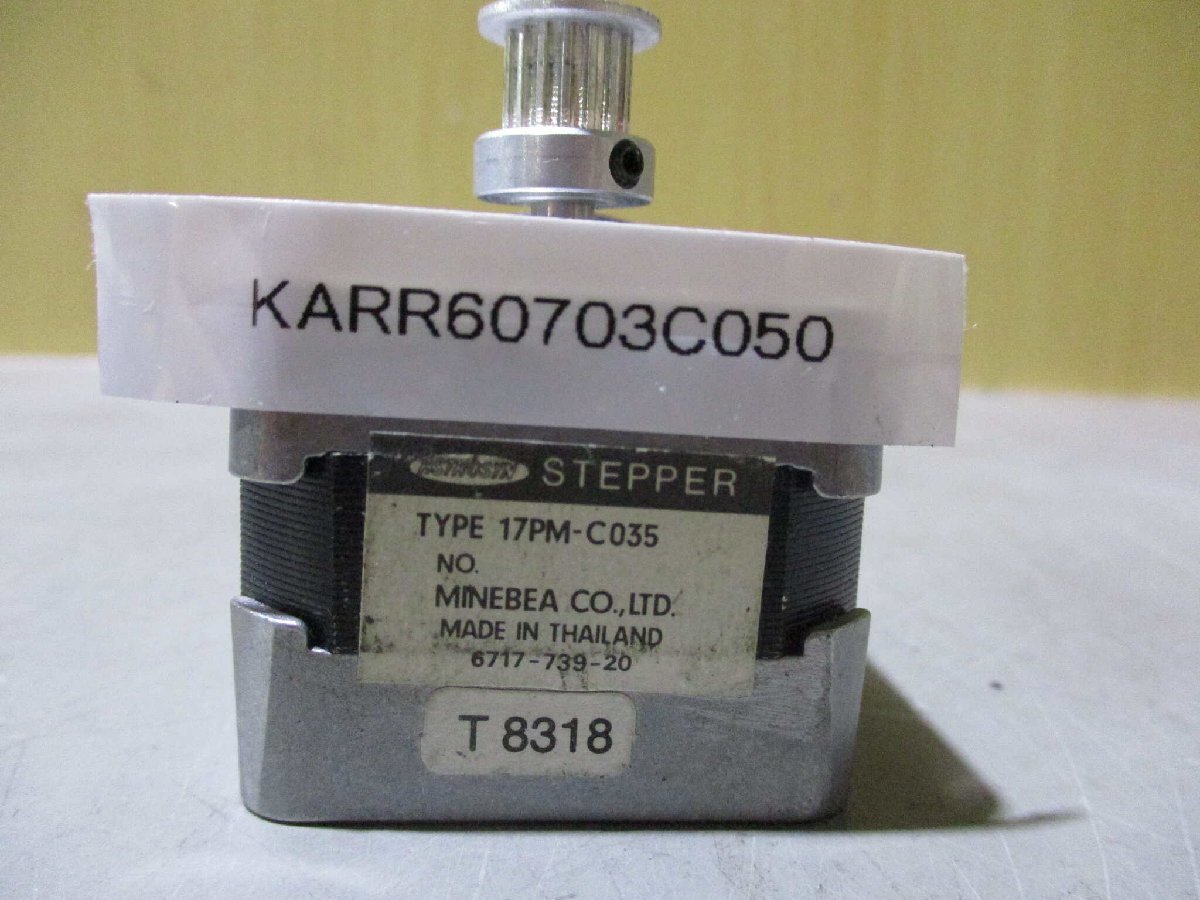 KARR60703C050
STEPPER
TYPE 17PM-C035
NO.
MINEBEA CO.,LTD.
MADE IN THAILAND
6717-739-20
T 8318